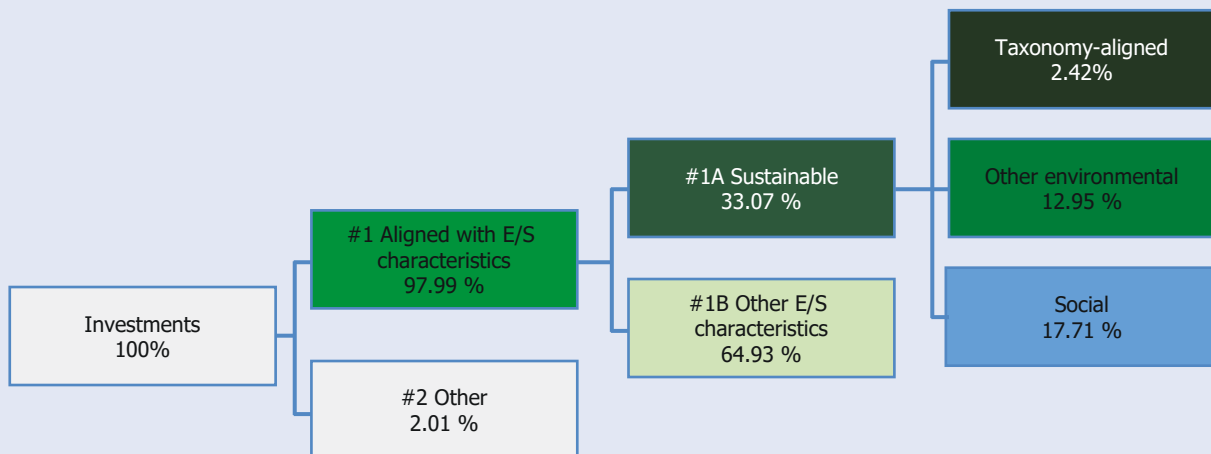 Investments
100%
#1 Aligned with E/S
characteristics
97.99 %
#2 Other
2.01 %
#1A Sustainable
33.07 %
#1B Other E/S
characteristics
64.93 %
Taxonomy-aligned
2.42%
Other environmental
12.95 %
Social
17.71 %